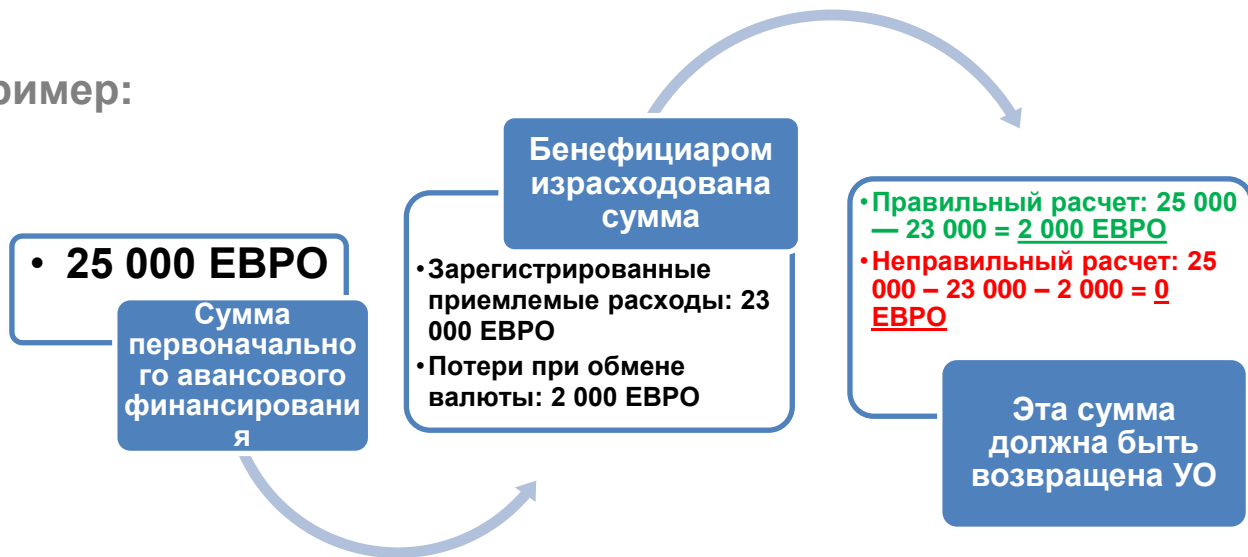 ример:
• 25 000 ЕВРО
Сумма
первоначально
го авансового
финансировани
я
Бенефициаром
израсходована
сумма
•Зарегистрированные
приемлемые расходы: 23
000 ЕВРО
•Потери при обмене
валюты: 2 000 ЕВРО
•Правильный расчет: 25 000
— 23 000 = 2 000 ЕВРО
•Неправильный расчет: 25
000 – 23 000 – 2 000 = 0
ЕВРО
Эта сумма
должна быть
возвращена УО